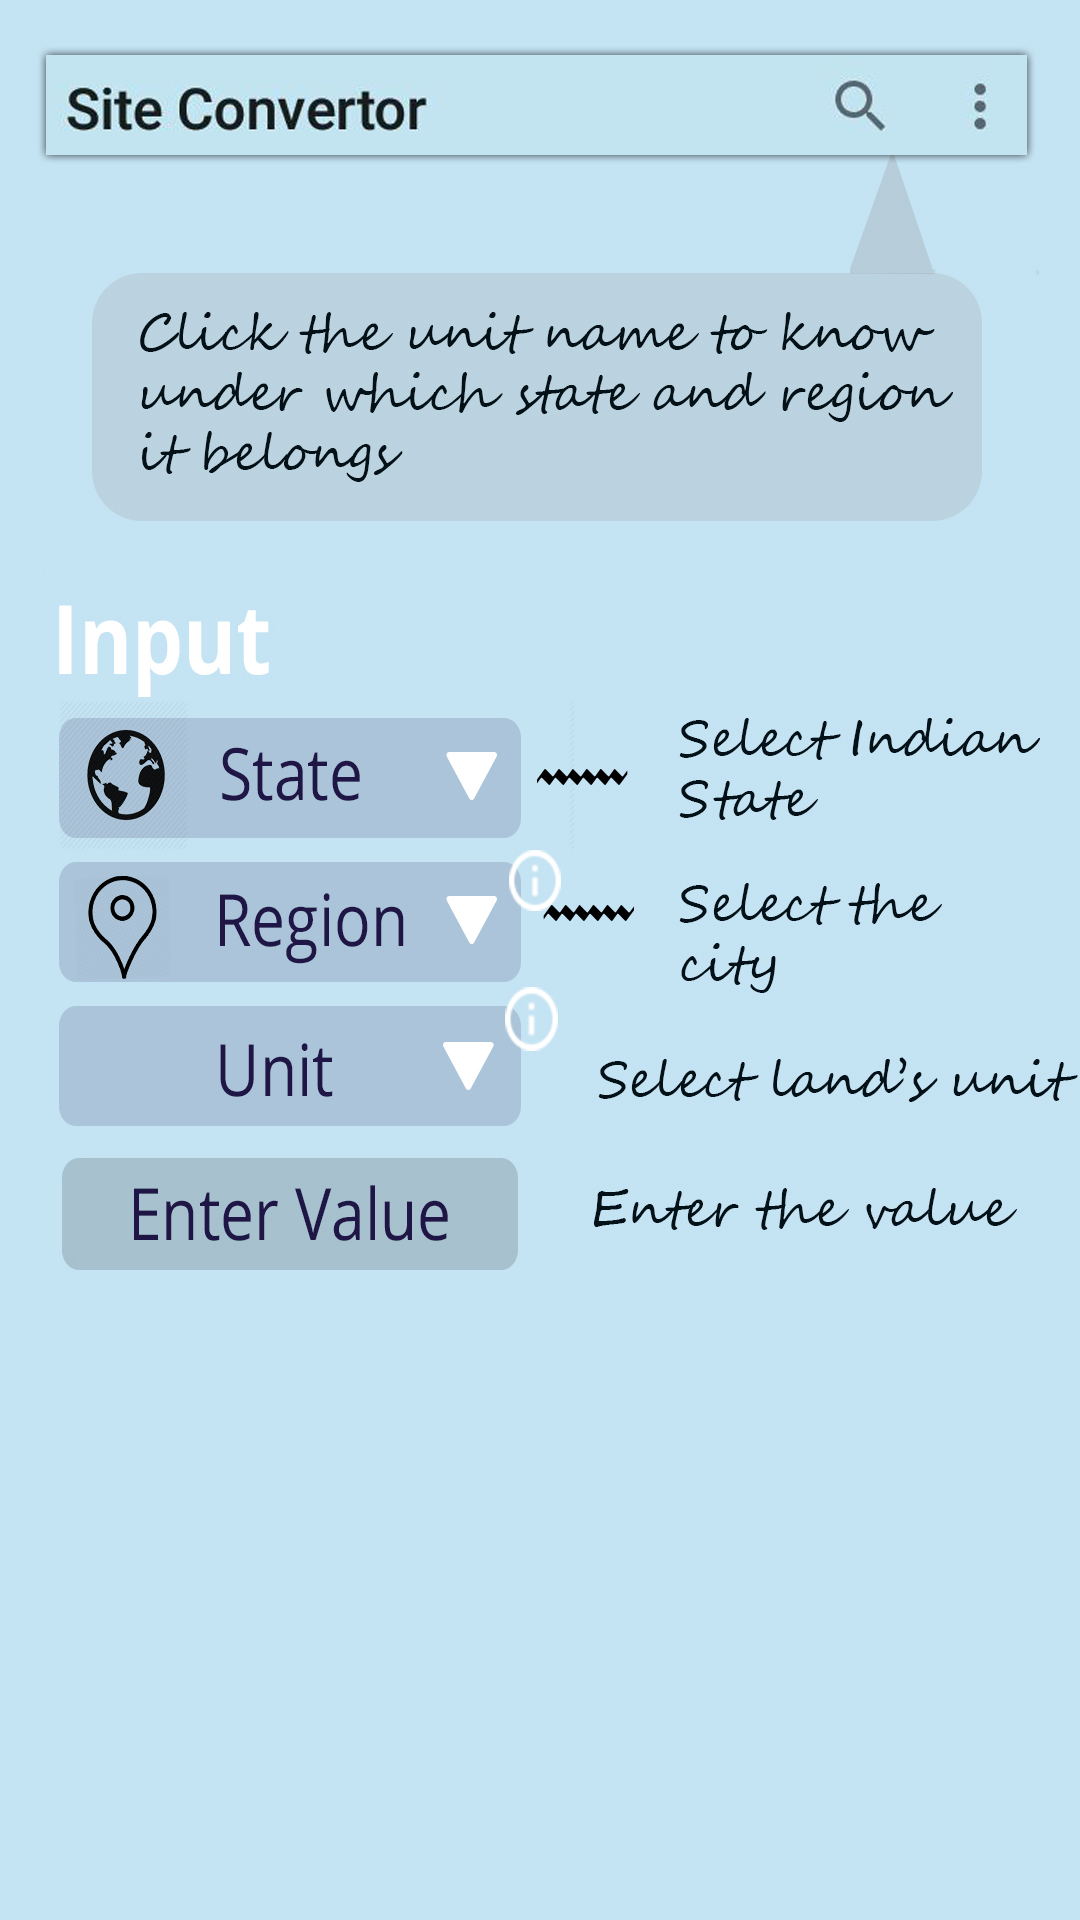 Site Convertor
Click the unit name to know
under which state and region
it belongs
Input
State
Select Indian
State
Region
Select the
city
Unit
Select land's unit
Enter Value
Enter the value